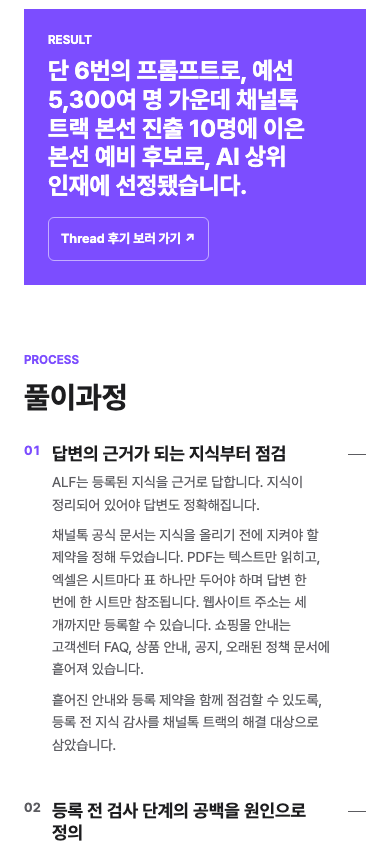 RESULT
단 6번의 프롬프트로, 예선
5,300여 명 가운데 채널톡
트랙 본선 진출 10명에 이은
본선 예비 후보로, AI 상위
인재에 선정됐습니다.
Thread 후기 보러 가기 ↗
PROCESS
풀이과정
01 답변의 근거가 되는 지식부터 점검 —
ALF는 등록된 지식을 근거로 답합니다. 지식이
정리되어 있어야 답변도 정확해집니다.
채널톡 공식 문서는 지식을 올리기 전에 지켜야 할
제약을 정해 두었습니다. PDF는 텍스트만 읽히고,
엑셀은 시트마다 표 하나만 두어야 하며 답변 한
번에 한 시트만 참조됩니다. 웹사이트 주소는 세
개까지만 등록할 수 있습니다. 쇼핑몰 안내는
고객센터 FAQ, 상품 안내, 공지, 오래된 정책 문서에
흩어져 있습니다.
흩어진 안내와 등록 제약을 함께 점검할 수 있도록,
등록 전 지식 감사를 채널톡 트랙의 해결 대상으로
삼았습니다.
02 등록 전 검사 단계의 공백을 원인으로 —
정의